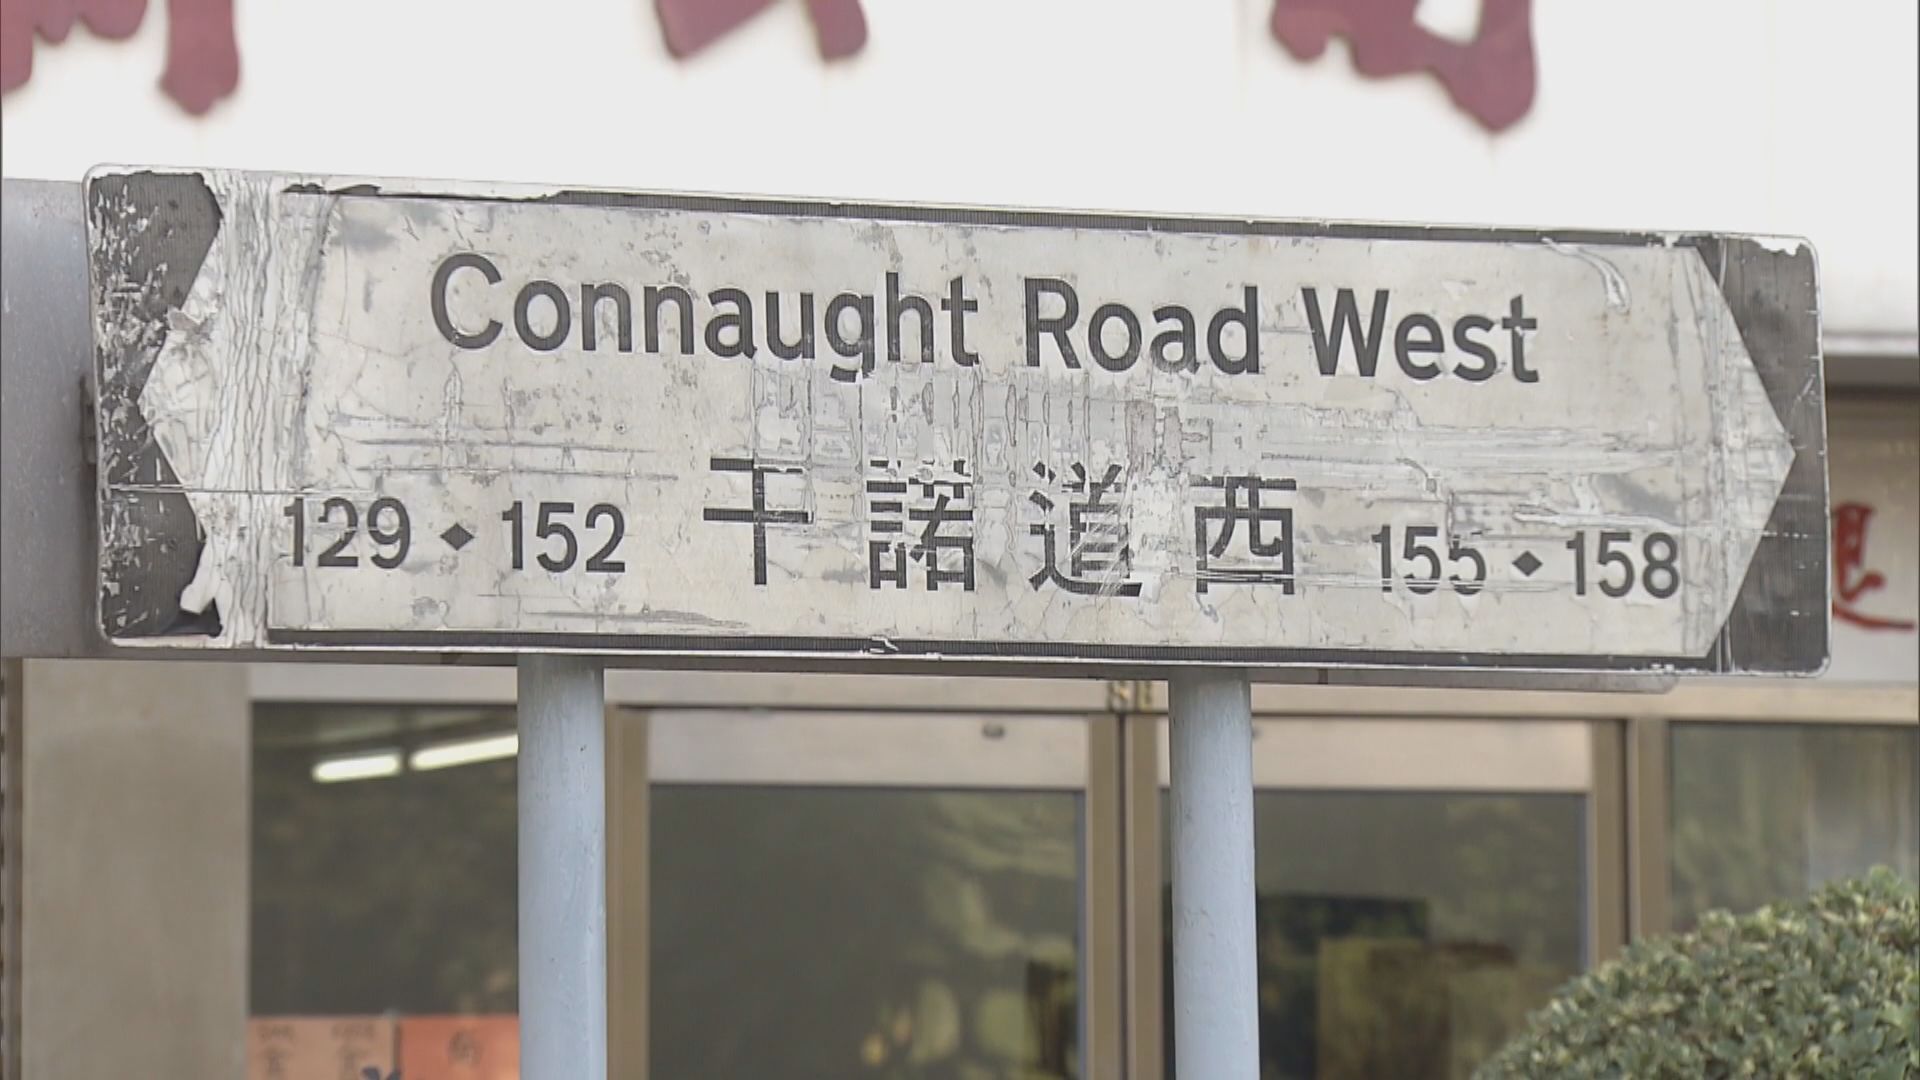 Connaught Road West
129 ◆ 152 干諾道西 155 ◆ 158